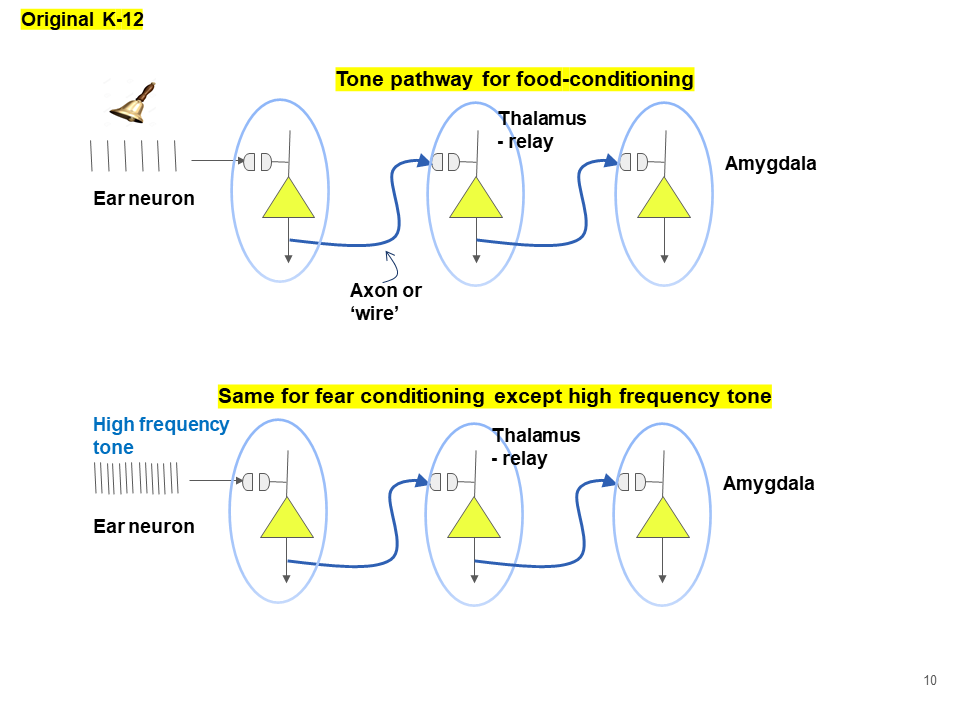 Original K-12
Tone pathway for food-conditioning
Thalamus
- relay
Amygdala
Ear neuron
Axon or
‘wire’
Same for fear conditioning except high frequency tone
High frequency
tone
Thalamus
- relay
Amygdala
Ear neuron
10